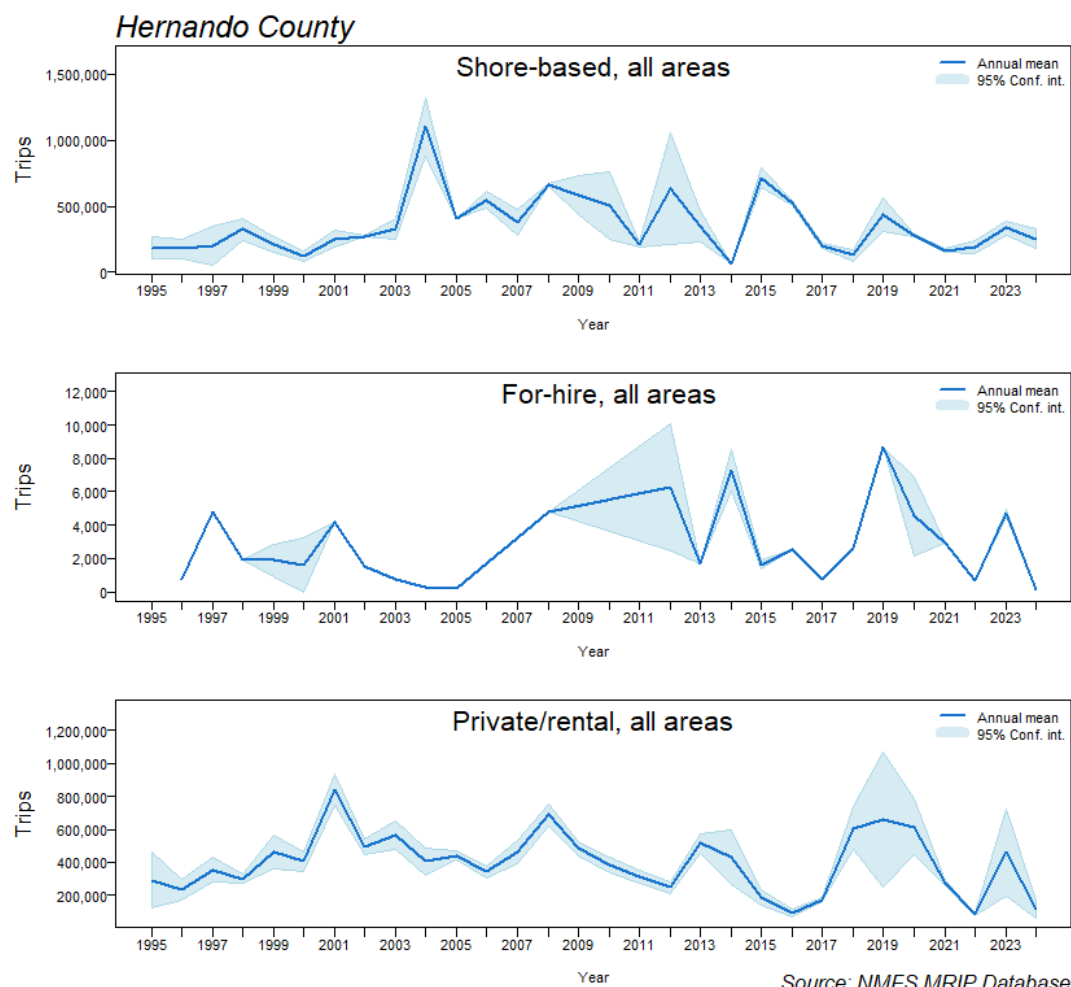 Hernando County
Shore-based, all areas
Annual mean
95% Conf. int.
Trips
1,500,000
1,000,000
500,000
0
1995 1997 1999 2001 2003 2005 2007 2009 2011 2013 2015 2017 2019 2021 2023
Year
For-hire, all areas
Annual mean
95% Conf. int.
Trips
12,000
10,000
8,000
6,000
4,000
2,000
0
1995 1997 1999 2001 2003 2005 2007 2009 2011 2013 2015 2017 2019 2021 2023
Year
Private/rental, all areas
Annual mean
95% Conf. int.
Trips
1,200,000
1,000,000
800,000
600,000
400,000
200,000
1995 1997 1999 2001 2003 2005 2007 2009 2011 2013 2015 2017 2019 2021 2023
Year
Source: NMFS MRIP Database